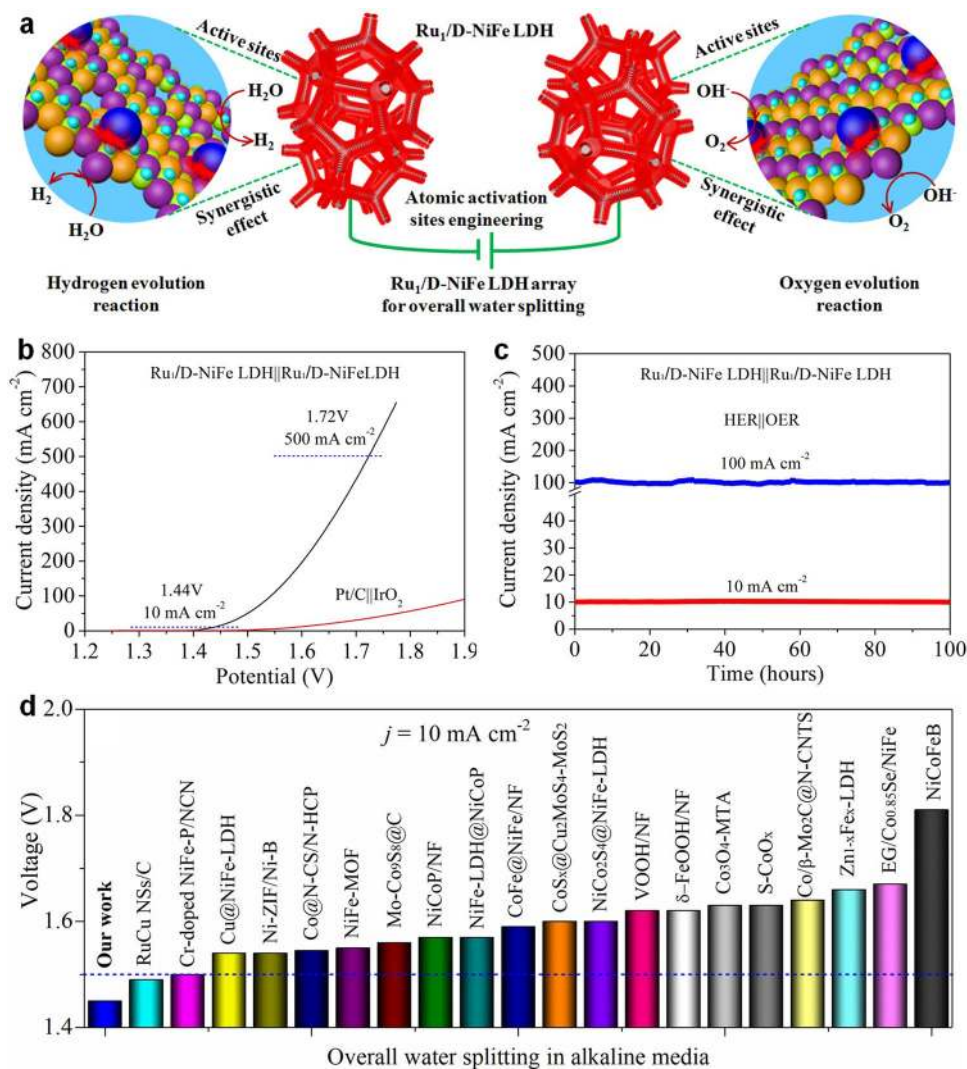 a
Active sites
Ru₁/D-NiFe LDH
Active sites
H₂O
H₂
H₂
H₂O
Synergistic
effect
Atomic activation
sites engineering
OH⁻
O₂
Synergistic
effect
OH⁻
O₂
Hydrogen evolution
reaction
Ru₁/D-NiFe LDH array
for overall water splitting
Oxygen evolution
reaction
b
Current density (mA cm⁻²)
800
700
600
500
400
300
200
100
0
Ru₁/D-NiFe LDH||Ru₁/D-NiFeLDH
1.72V
500 mA cm⁻²
1.44V
10 mA cm⁻²
Pt/C||IrO₂
1.2 1.3 1.4 1.5 1.6 1.7 1.8 1.9
Potential (V)
c
Current density (mA cm⁻²)
500
400
300
200
100
40
30
20
10
0
Ru₁/D-NiFe LDH||Ru₁/D-NiFe LDH
HER||OER
100 mA cm⁻²
10 mA cm⁻²
0 20 40 60 80 100
Time (hours)
d
Voltage (V)
2.0
1.8
1.6
1.4
j = 10 mA cm⁻²
Our work
RuCu NSs/C
Cr-doped NiFe-P/NCN
Cu@NiFe-LDH
Ni-ZIF/Ni-B
Co@N-CS/N-HCP
NiFe-MOF
Mo-Co₉S₈@C
NiCoP/NF
NiFe-LDH@NiCoP
CoFe@NiFe/NF
CoSₓ@Cu₂MoS₄-MoS₂
NiCo₂S₄@NiFe-LDH
VOOH/NF
δ–FeOOH/NF
Co₃O₄-MTA
S-CoOₓ
Co/β-Mo₂C@N-CNTS
Zn₁₋ₓFeₓ-LDH
EG/Co₀.₈₅Se/NiFe
NiCoFeB
Overall water splitting in alkaline media